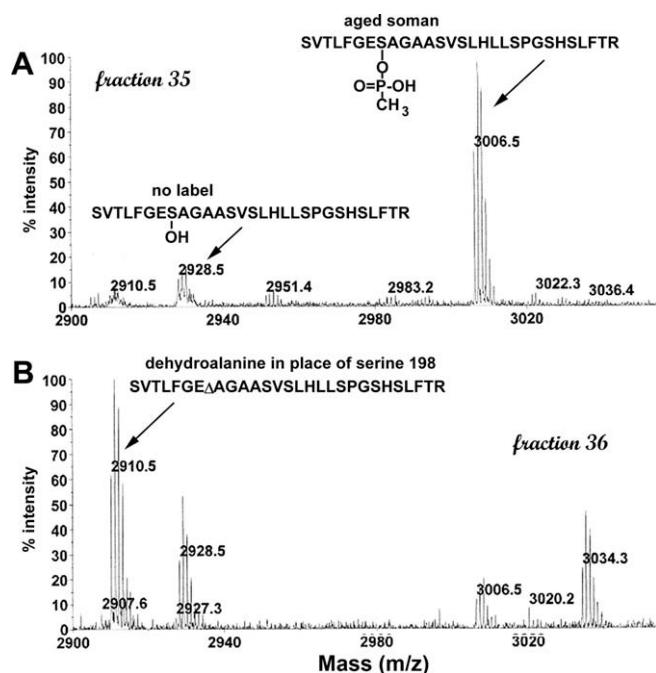 aged soman
SVTLFGESAGAASVSLHLLSPGSHSLFTR
O
O=P-OH
CH3
A
fraction 35
% intensity
100
90
80
70
60
50
40
30
20
10
0
3006.5
no label
SVTLFGESAGAASVSLHLLSPGSHSLFTR
OH
2910.5
2928.5
2951.4
2983.2
3022.3
3036.4
2900
2940
2980
3020
B
dehydroalanine in place of serine 198
SVTLFGEΔAGAASVSLHLLSPGSHSLFTR
fraction 36
% intensity
100
90
80
70
60
50
40
30
20
10
0
2910.5
2907.6
2928.5
2927.3
3006.5
3020.2
3034.3
2900
2940
2980
3020
Mass (m/z)